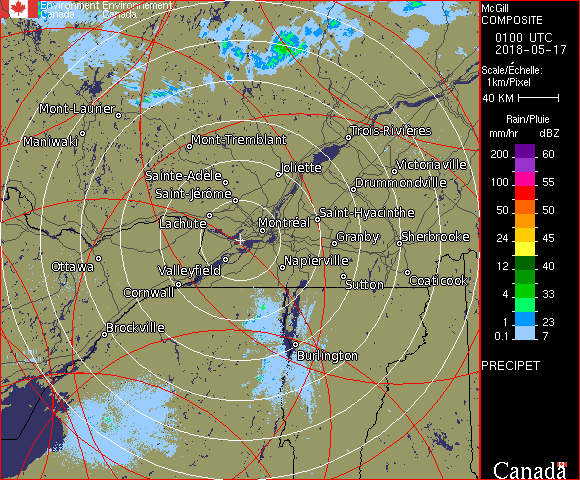 Environment Environnement
Canada Canada
McGill
COMPOSITE
0100 UTC
2018-05-17
Scale/Échelle:
1km/Pixel
40 KM
Rain/Pluie
mm/hr dBZ
200 60
100 55
50 50
24 45
12 40
4 33
1 23
0.1 7
PRECIPET
Canada
Mont-Laurier
Maniwaki
Mont-Tremblant
Trois-Rivières
Joliette
Victoriaville
Sainte-Adèle
Drummondville
Saint-Jérôme
Saint-Hyacinthe
Lachute
Montréal
Granby
Sherbrooke
Ottawa
Valleyfield
Napierville
Sutton
Coaticook
Cornwall
Brockville
Burlington